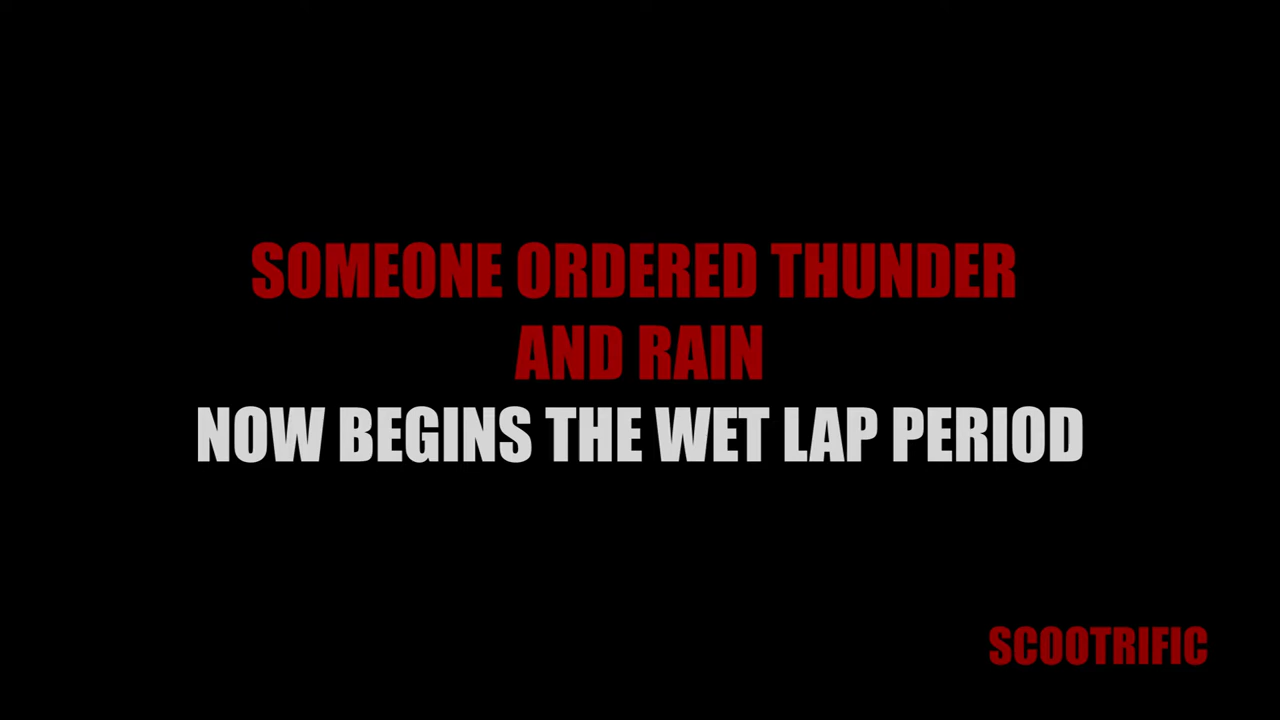 SOMEONE ORDERED THUNDER
AND RAIN
NOW BEGINS THE WET LAP PERIOD
SCOOTRIFIC